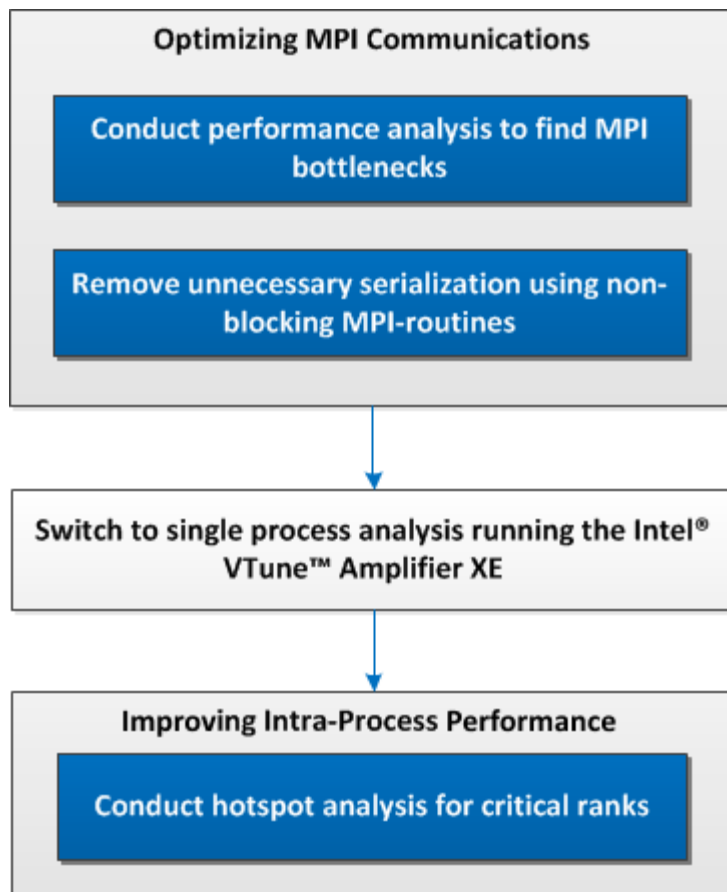 Optimizing MPI Communications
Conduct performance analysis to find MPI
bottlenecks
Remove unnecessary serialization using non-
blocking MPI-routines
Switch to single process analysis running the Intel®
VTune™ Amplifier XE
Improving Intra-Process Performance
Conduct hotspot analysis for critical ranks